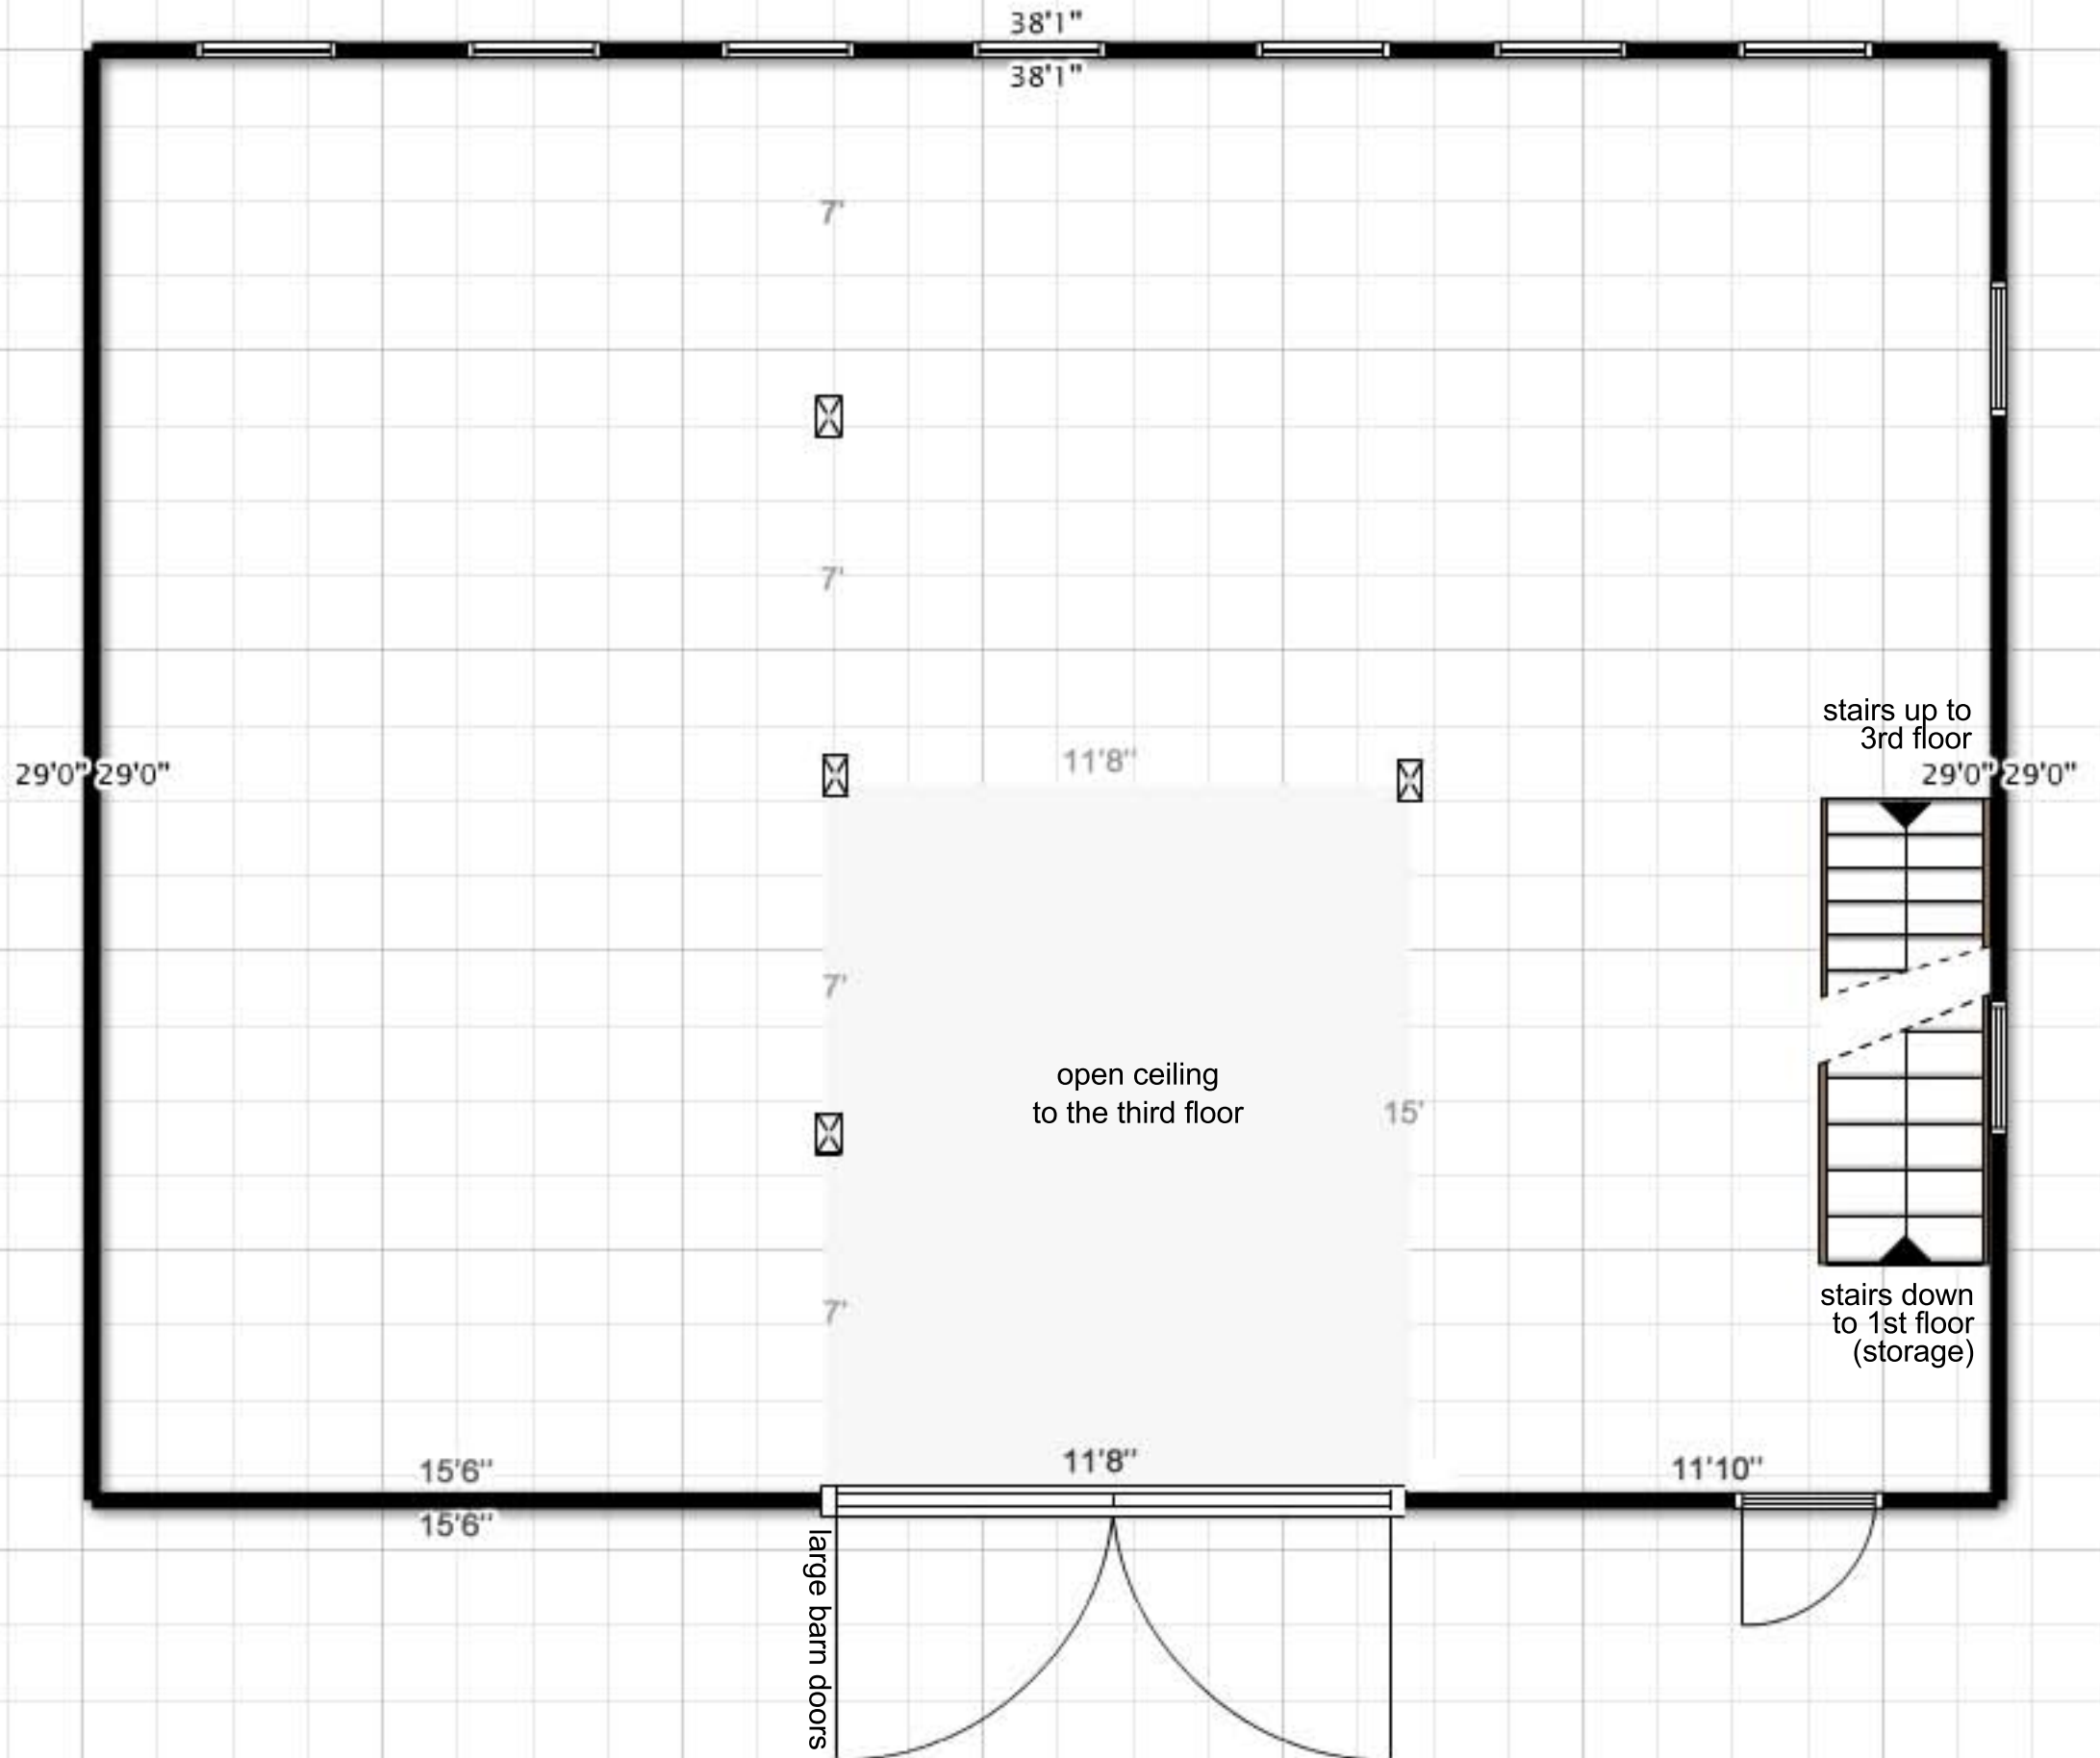 38'1"
38'1"
7'
7'
stairs up to
3rd floor
11'8"
29'0" 29'0"
29'0" 29'0"
7'
open ceiling
to the third floor
15'
stairs down
to 1st floor
(storage)
7'
11'8"
15'6"
11'10"
15'6"
large barn doors